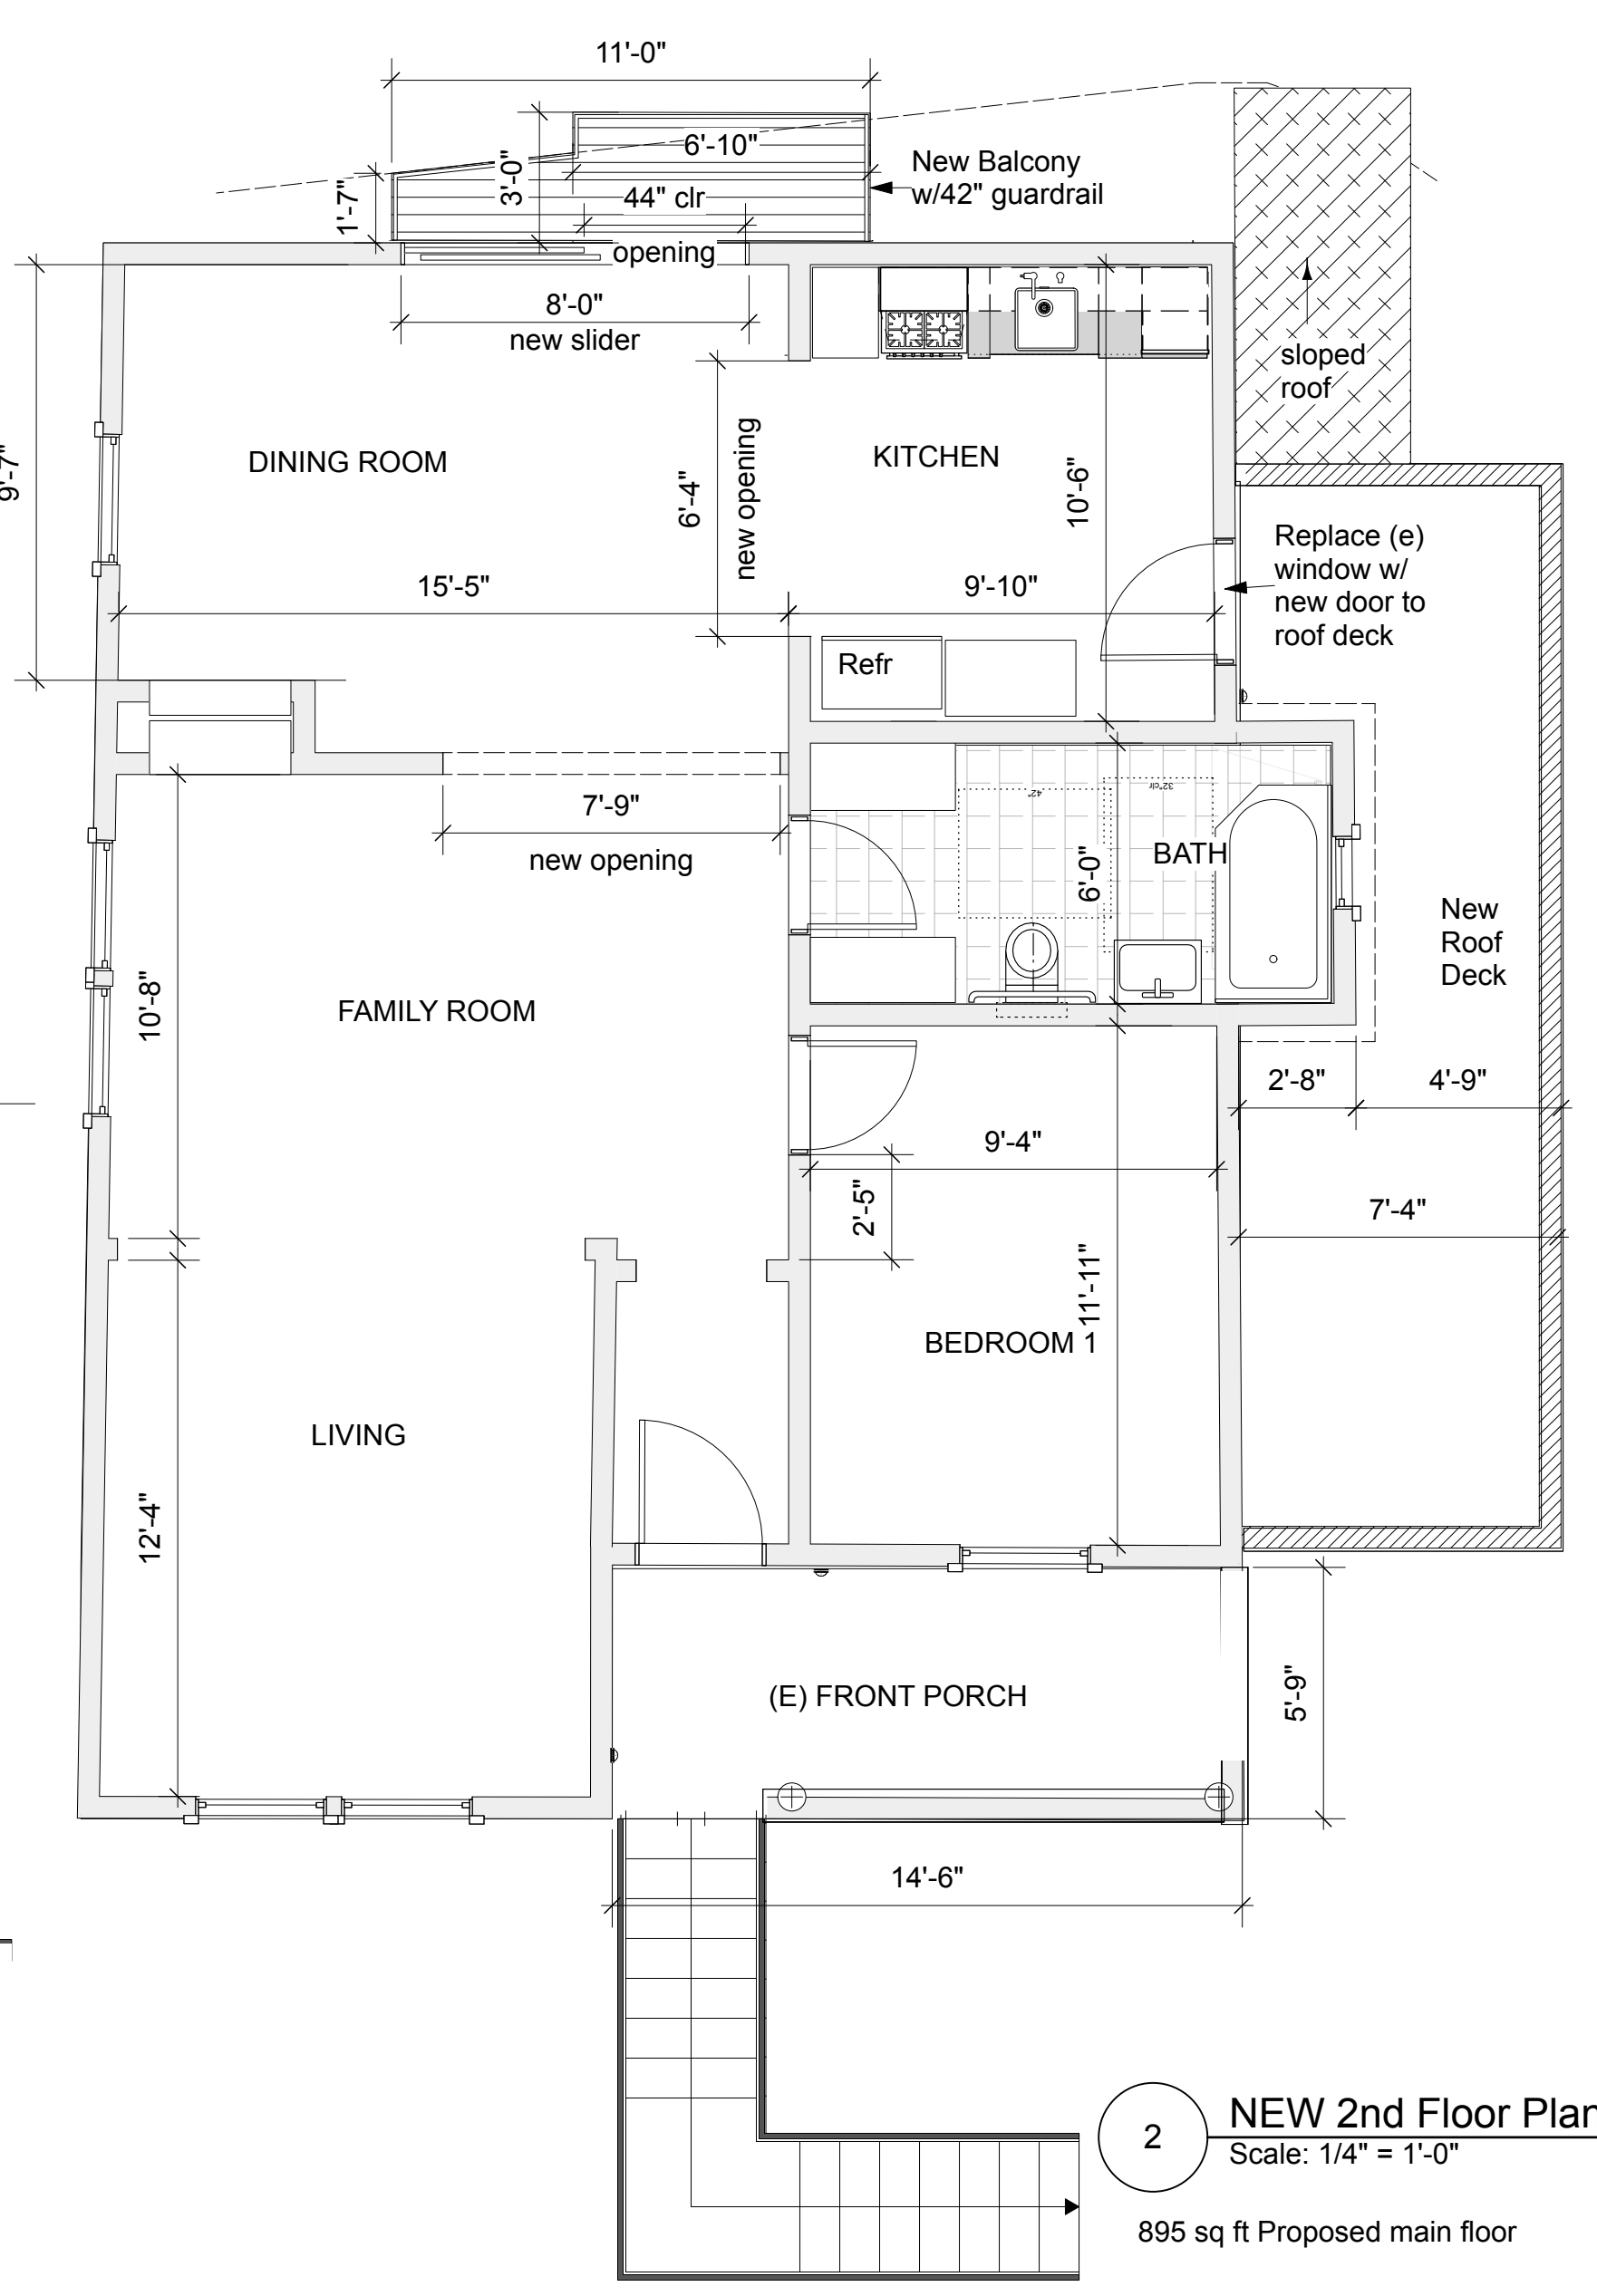 11'-0"
6'-10"
3'-0"
1'-7"
44" clr
opening
New Balcony
w/42" guardrail
8'-0"
new slider
sloped
roof
9'-7"
DINING ROOM
KITCHEN
6'-4"
new opening
10'-6"
Replace (e)
window w/
new door to
roof deck
15'-5"
9'-10"
Refr
7'-9"
new opening
42"
32"clr
BATH
6'-0"
New
Roof
Deck
10'-8"
FAMILY ROOM
2'-8"
4'-9"
9'-4"
2'-5"
7'-4"
11'-11"
BEDROOM 1
LIVING
12'-4"
(E) FRONT PORCH
5'-9"
14'-6"
2
NEW 2nd Floor Plan
Scale: 1/4" = 1'-0"
895 sq ft Proposed main floor